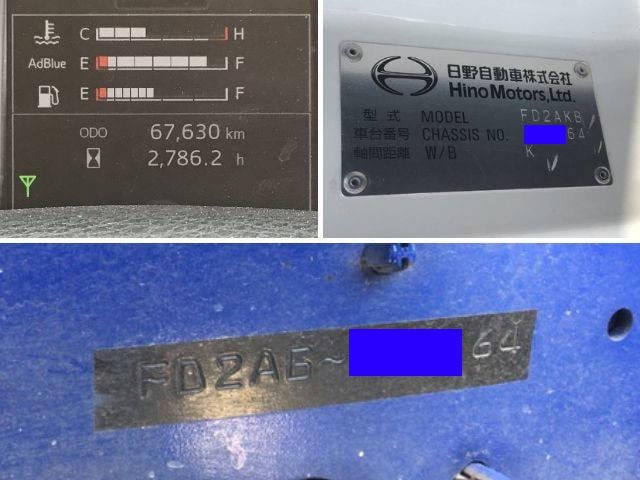 C H
AdBlue E F
E F
ODO 67,630 km
2,786.2 h
日野自動車株式会社
Hino Motors, Ltd.
型式 MODEL FD2AKB
車台番号 CHASSIS NO. 64
軸間距離 W/B K
FD2AG~ 64